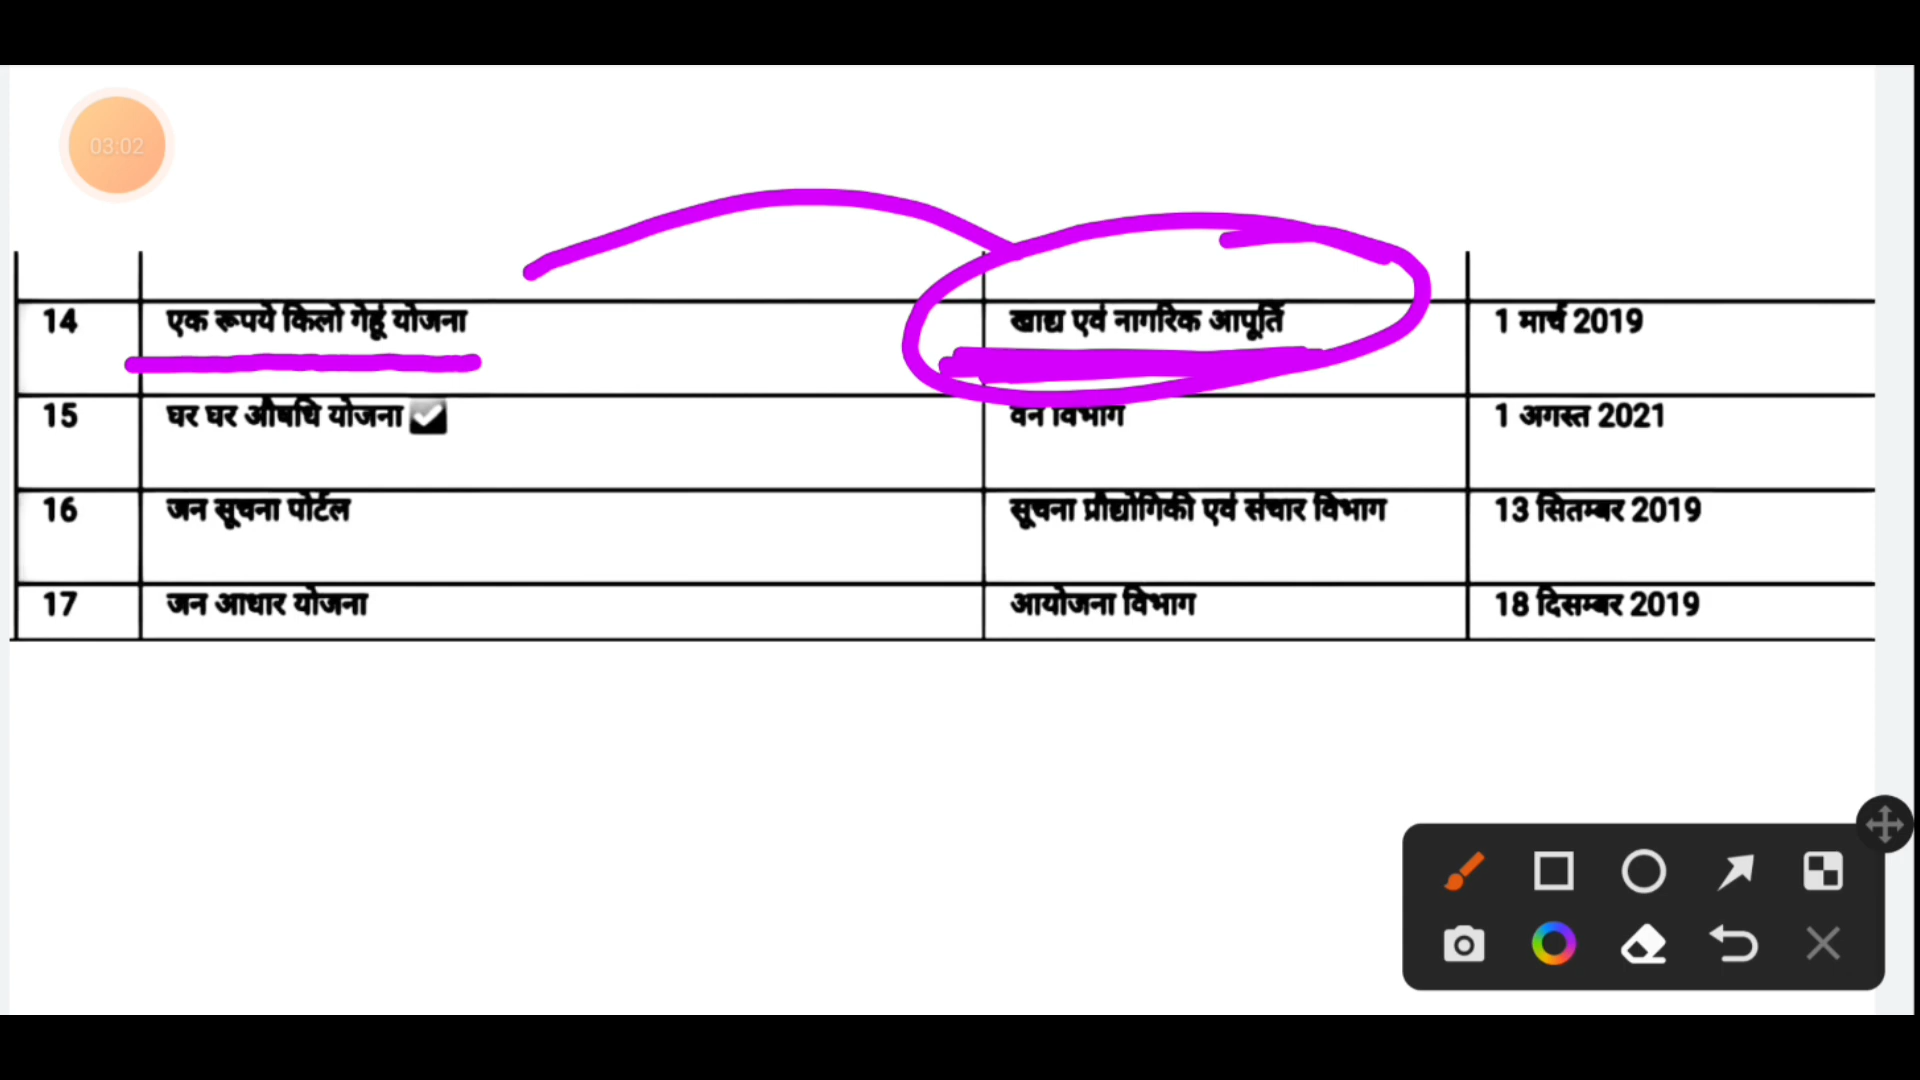 03:02
14 एक रूपये किलो गेहूं योजना खाद्य एवं नागरिक आपूर्ति 1 मार्च 2019
15 घर घर औषधि योजना वन विभाग 1 अगस्त 2021
16 जन सूचना पोर्टल सूचना प्रौद्योगिकी एवं संचार विभाग 13 सितम्बर 2019
17 जन आधार योजना आयोजना विभाग 18 दिसम्बर 2019